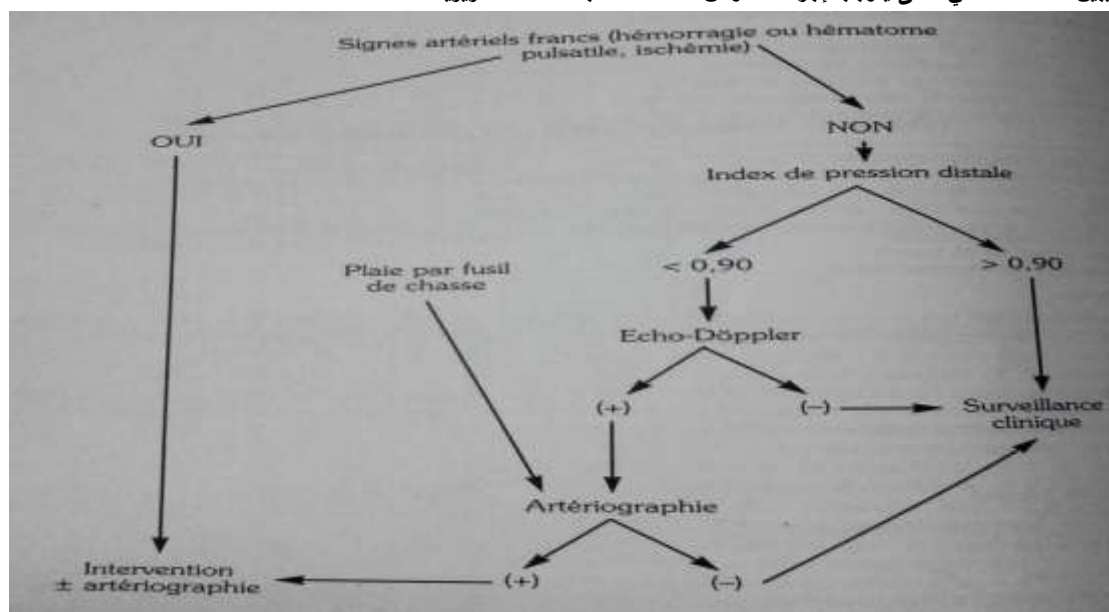 Signes artériels francs (hémorragie ou hématome
pulsatile, ischémie)
OUI
NON
Index de pression distale
< 0,90
> 0,90
Plaie par fusil
de chasse
Echo-Döppler
(+)
(−)
Surveillance
clinique
Artériographie
Intervention
± artériographie
(+)
(−)